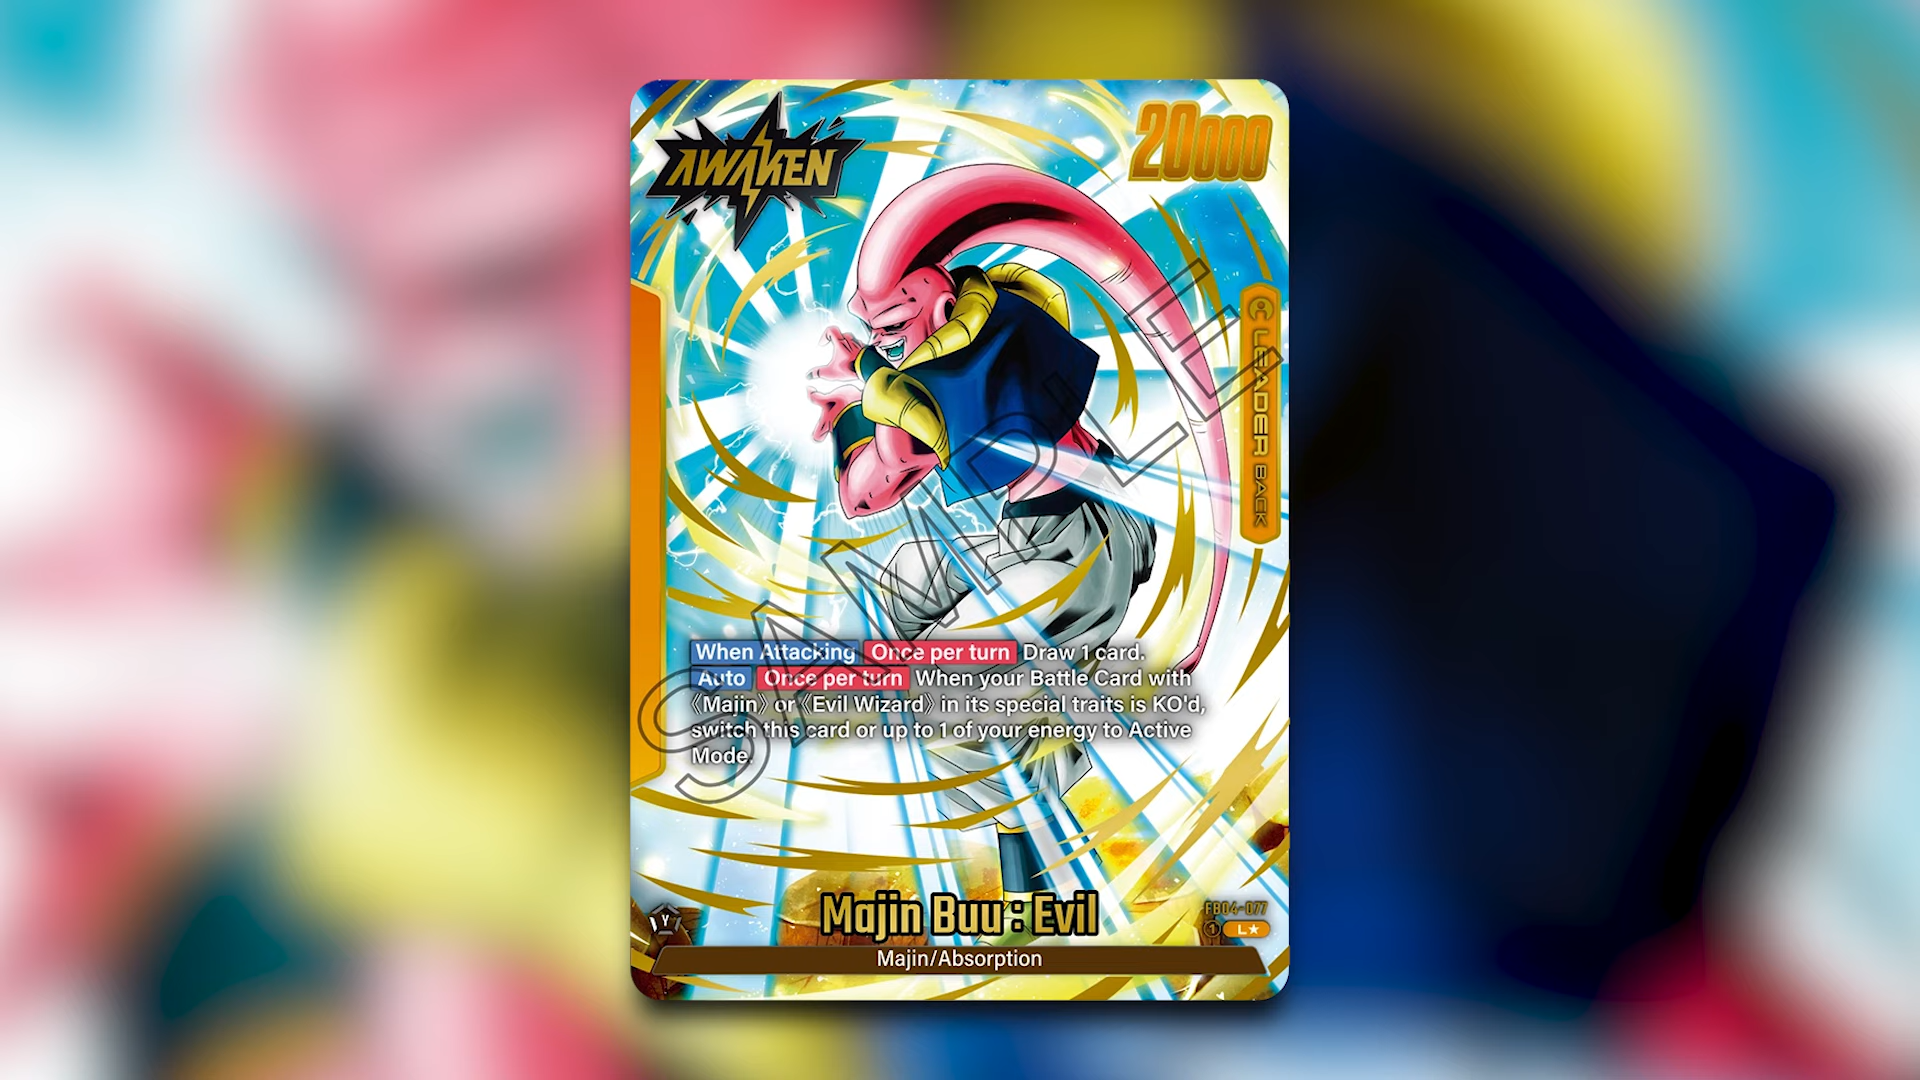 AWAKEN
20000
LEADER BACK
SAMPLE
When Attacking Once per turn Draw 1 card.
Auto Once per turn When your Battle Card with
《Majin》 or 《Evil Wizard》 in its special traits is KO'd,
switch this card or up to 1 of your energy to Active
Mode.
Y
Majin Buu : Evil
FB04-077
1 L★
Majin/Absorption